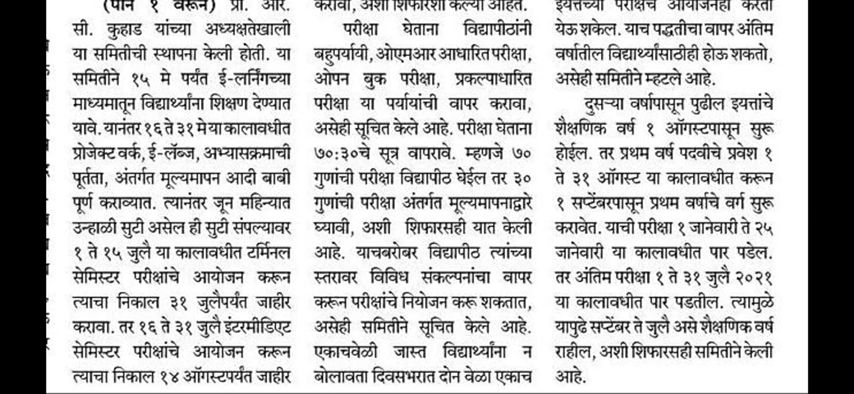 (पान १ वरून) प्रो. आर.
सी. कुहाड यांच्या अध्यक्षतेखाली
या समितीची स्थापना केली होती. या
समितीने १५ मे पर्यंत ई-लर्निंगच्या
माध्यमातून विद्यार्थ्यांना शिक्षण देण्यात
यावे. यानंतर १६ ते ३१ मे या कालावधीत
प्रोजेक्ट वर्क, ई-लॅब्ज, अभ्यासक्रमाची
पूर्तता, अंतर्गत मूल्यमापन आदी बाबी
पूर्ण कराव्यात. त्यानंतर जून महिन्यात
उन्हाळी सुटी असेल ही सुटी संपल्यावर
१ ते १५ जुलै या कालावधीत टर्मिनल
सेमिस्टर परीक्षांचे आयोजन करून
त्याचा निकाल ३१ जुलैपर्यंत जाहीर
करावा. तर १६ ते ३१ जुलै इंटरमीडिएट
सेमिस्टर परीक्षांचे आयोजन करून
त्याचा निकाल १४ ऑगस्टपर्यंत जाहीर
करावा, अशी शिफारशी केल्या आहेत.
परीक्षा घेताना विद्यापीठांनी
बहुपर्यायी, ओएमआर आधारित परीक्षा,
ओपन बुक परीक्षा, प्रकल्पाधारित
परीक्षा या पर्यायांची वापर करावा,
असेही सूचित केले आहे. परीक्षा घेताना
७०:३०चे सूत्र वापरावे. म्हणजे ७०
गुणांची परीक्षा विद्यापीठ घेईल तर ३०
गुणांची परीक्षा अंतर्गत मूल्यमापनाद्वारे
घ्यावी, अशी शिफारसही यात केली
आहे. याचबरोबर विद्यापीठ त्यांच्या
स्तरावर विविध संकल्पनांचा वापर
करून परीक्षांचे नियोजन करू शकतात,
असेही समितीने सूचित केले आहे.
एकाचवेळी जास्त विद्यार्थ्यांना न
बोलावता दिवसभरात दोन वेळा एकाच
इयत्तेच्या परीक्षेचे आयोजनही करता
येऊ शकेल. याच पद्धतीचा वापर अंतिम
वर्षातील विद्यार्थ्यांसाठीही होऊ शकतो,
असेही समितीने म्हटले आहे.
दुसऱ्या वर्षापासून पुढील इयत्तांचे
शैक्षणिक वर्ष १ ऑगस्टपासून सुरू
होईल. तर प्रथम वर्ष पदवीचे प्रवेश १
ते ३१ ऑगस्ट या कालावधीत करून
१ सप्टेंबरपासून प्रथम वर्षाचे वर्ग सुरू
करावेत. याची परीक्षा १ जानेवारी ते २५
जानेवारी या कालावधीत पार पडेल.
तर अंतिम परीक्षा १ ते ३१ जुलै २०२१
या कालावधीत पार पडतील. त्यामुळे
यापुढे सप्टेंबर ते जुलै असे शैक्षणिक वर्ष
राहील, अशी शिफारसही समितीने केली
आहे.